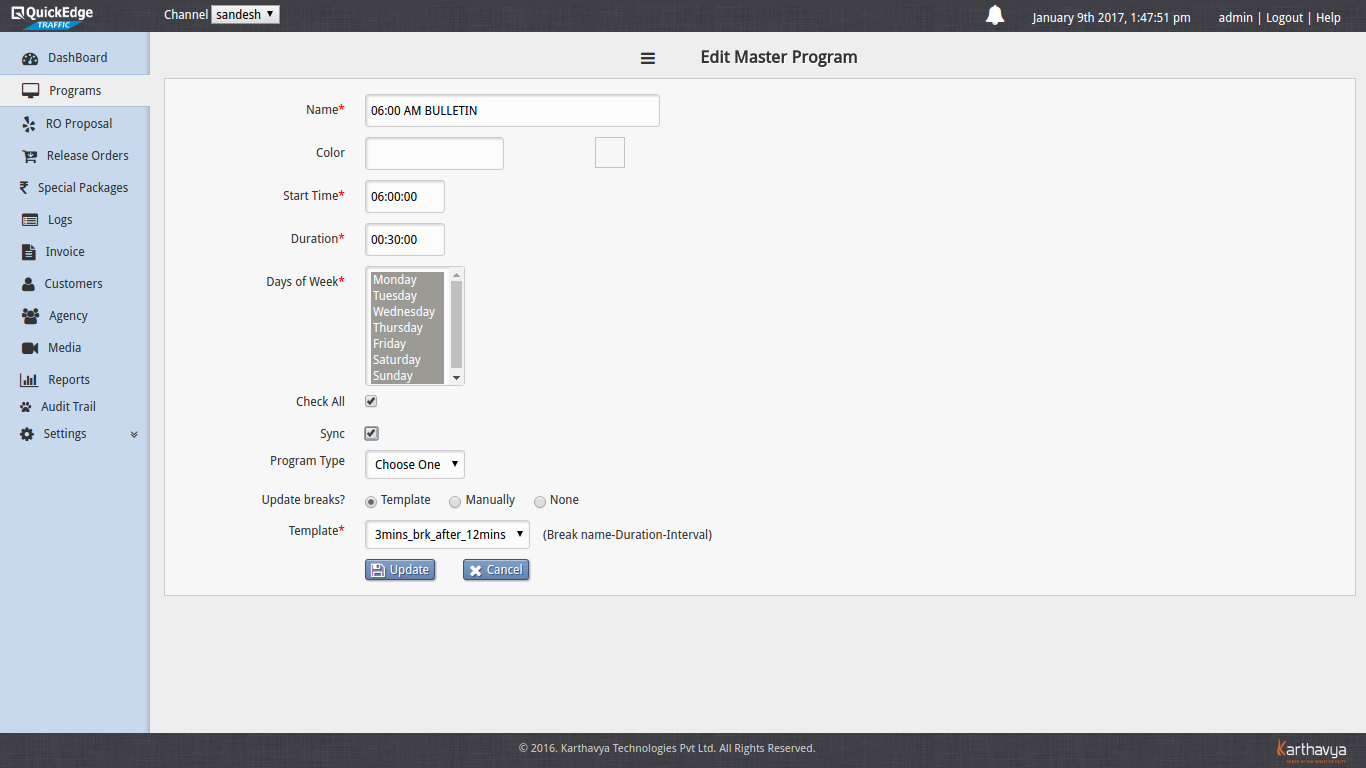 QuickEdge
TRAFFIC
Channel sandesh
January 9th 2017, 1:47:51 pm
admin | Logout | Help
DashBoard
Programs
RO Proposal
Release Orders
Special Packages
Logs
Invoice
Customers
Agency
Media
Reports
Audit Trail
Settings
Edit Master Program
Name* 06:00 AM BULLETIN
Color
Start Time* 06:00:00
Duration* 00:30:00
Days of Week* Monday
Tuesday
Wednesday
Thursday
Friday
Saturday
Sunday
Check All
Sync
Program Type Choose One
Update breaks? Template Manually None
Template* 3mins_brk_after_12mins (Break name-Duration-Interval)
Update Cancel
© 2016. Karthavya Technologies Pvt Ltd. All Rights Reserved.
Karthavya